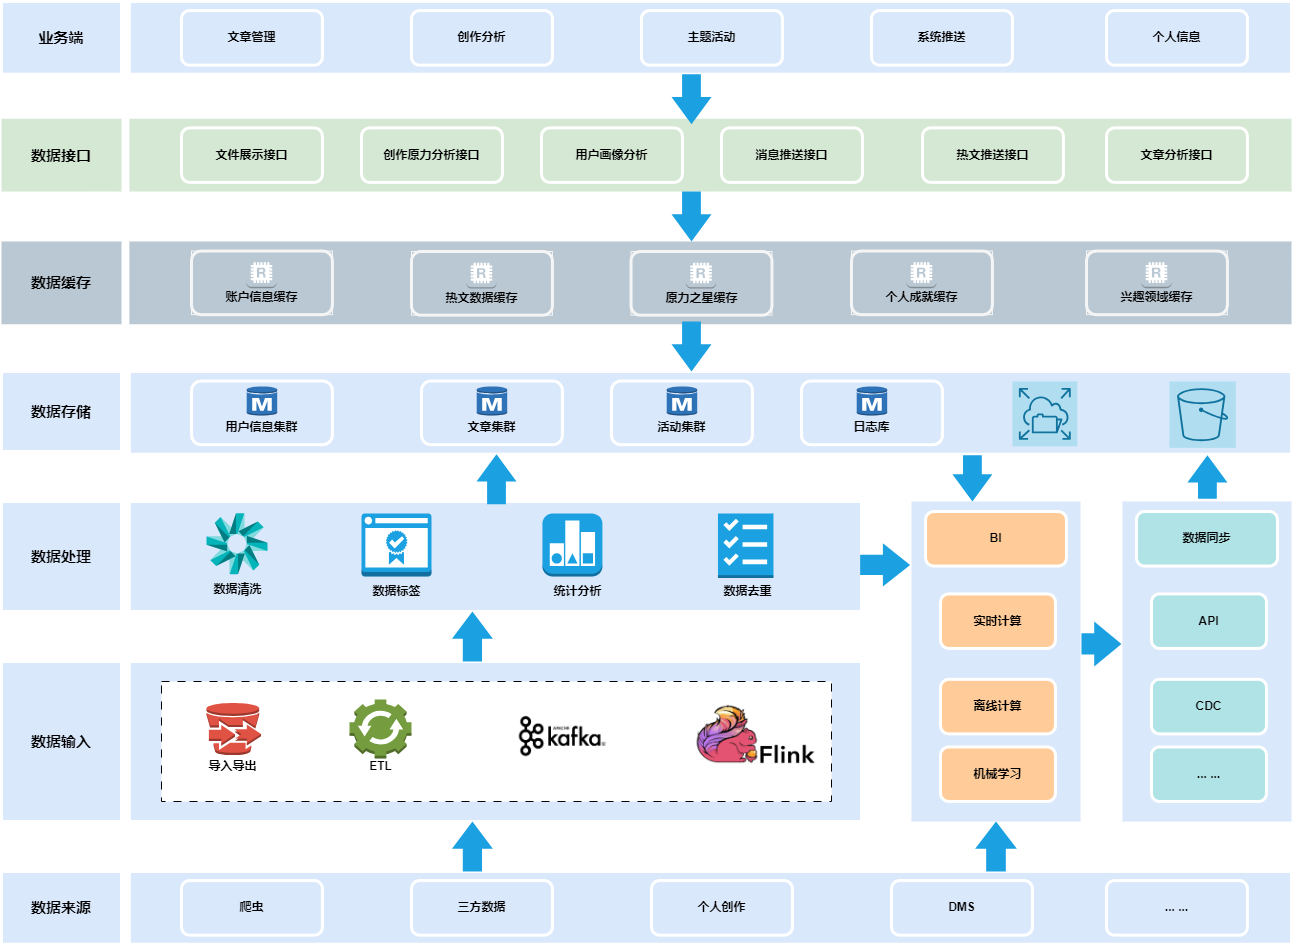 业务端
文章管理
创作分析
主题活动
系统推送
个人信息
数据接口
文件展示接口
创作原力分析接口
用户画像分析
消息推送接口
热文推送接口
文章分析接口
数据缓存
R
账户信息缓存
R
热文数据缓存
R
原力之星缓存
R
个人成就缓存
R
兴趣领域缓存
数据存储
M
用户信息集群
M
文章集群
M
活动集群
M
日志库
数据处理
数据清洗
数据标签
统计分析
数据去重
BI
实时计算
离线计算
机械学习
数据同步
API
CDC
... ...
数据输入
导入导出
ETL
APACHE
kafka
Flink
数据来源
爬虫
三方数据
个人创作
DMS
... ...